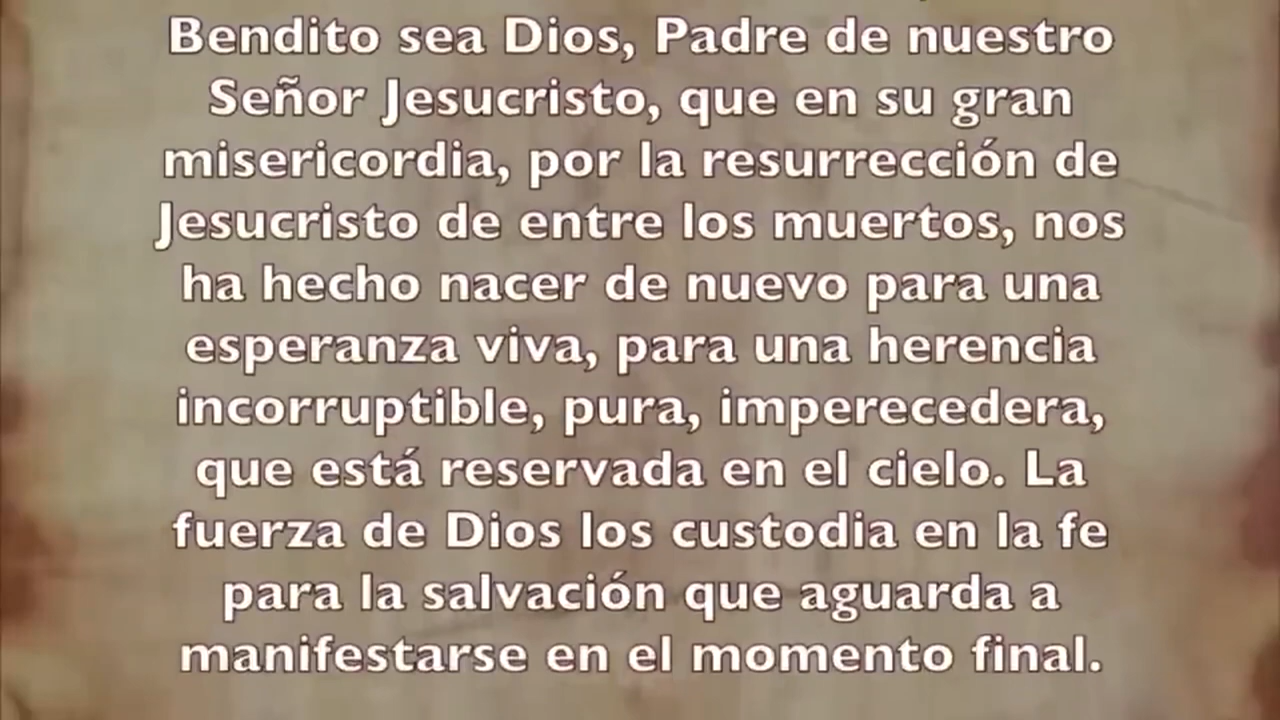 Bendito sea Dios, Padre de nuestro
Señor Jesucristo, que en su gran
misericordia, por la resurrección de
Jesucristo de entre los muertos, nos
ha hecho nacer de nuevo para una
esperanza viva, para una herencia
incorruptible, pura, imperecedera,
que está reservada en el cielo. La
fuerza de Dios los custodia en la fe
para la salvación que aguarda a
manifestarse en el momento final.